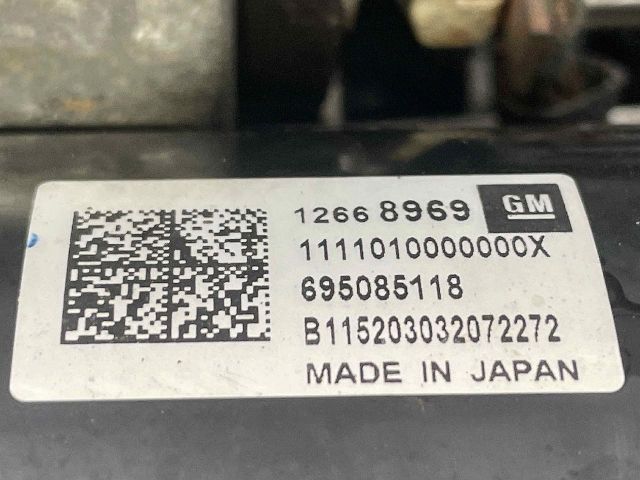 12668969 GM
1111010000000X
695085118
B115203032072272
MADE IN JAPAN